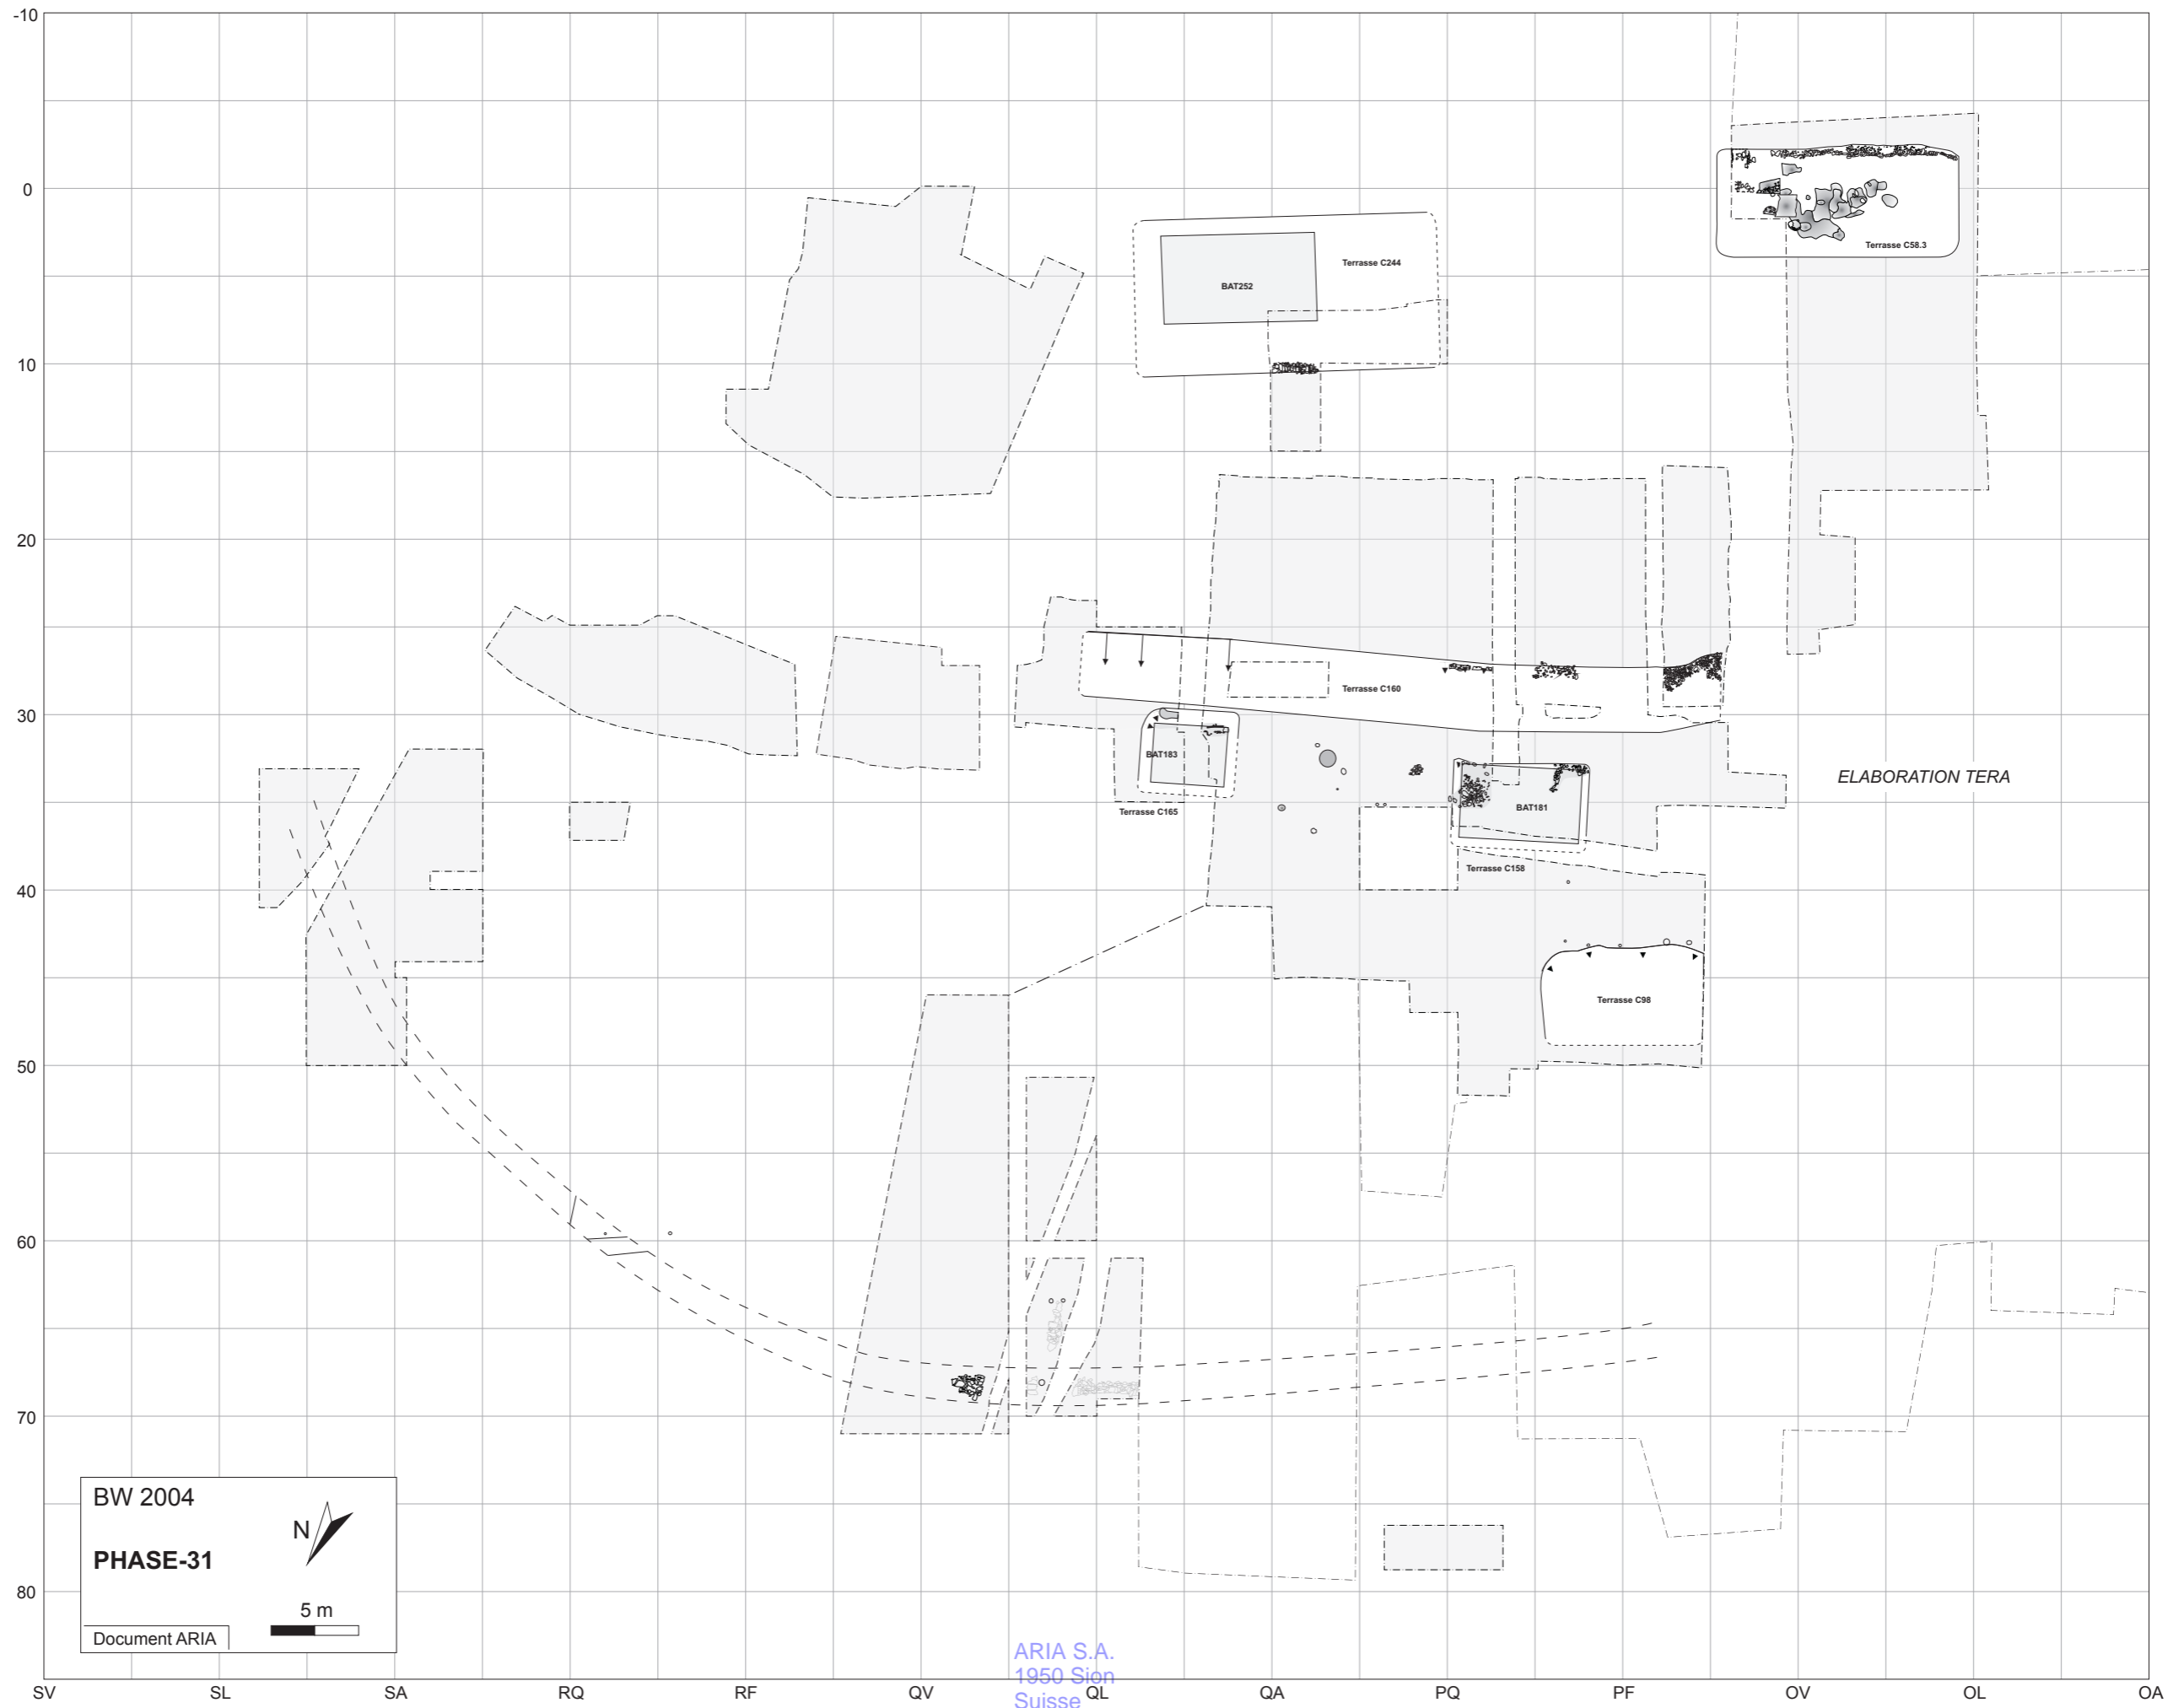 -10
0
10
20
30
40
50
60
70
80
Terrasse C58.3
Terrasse C244
BAT252
Terrasse C160
BAT183
Terrasse C165
BAT181
Terrasse C158
ELABORATION TERA
Terrasse C98
BW 2004
N
PHASE-31
5 m
Document ARIA
ARIA S.A.
1950 Sion
Suisse
SV SL SA RQ RF QV QL QA PQ PF OV OL OA